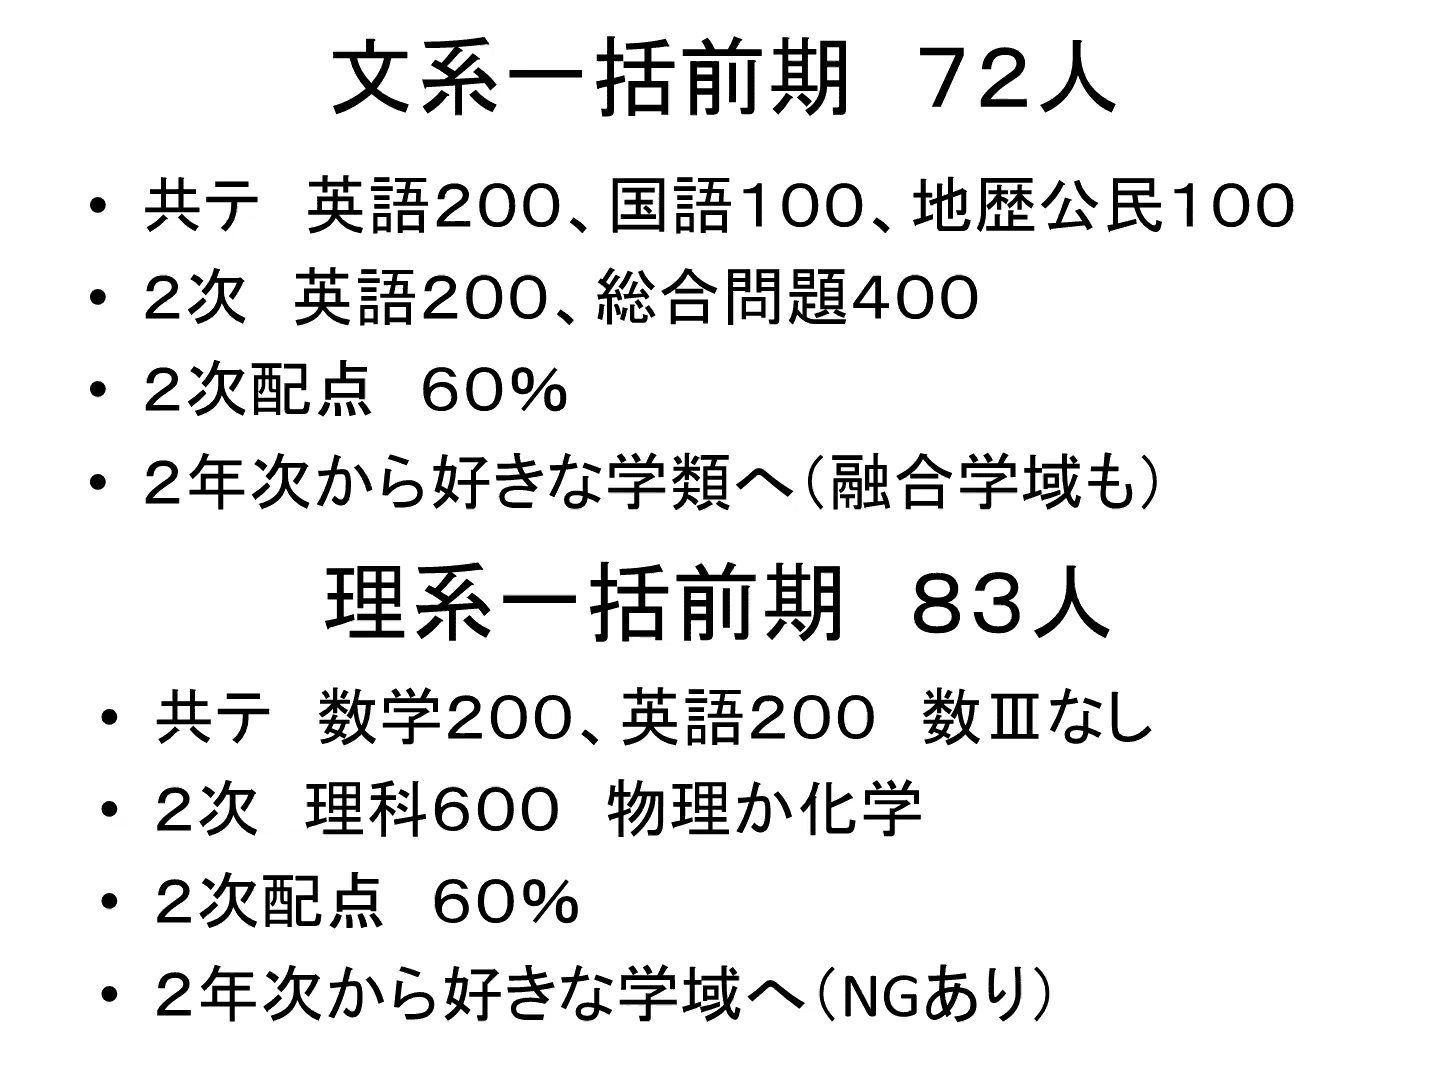 文系一括前期　７２人
• 共テ　英語２００、国語１００、地歴公民１００
• ２次　英語２００、総合問題４００
• ２次配点　６０％
• ２年次から好きな学類へ（融合学域も）
理系一括前期　８３人
• 共テ　数学２００、英語２００　数Ⅲなし
• ２次　理科６００　物理か化学
• ２次配点　６０％
• ２年次から好きな学域へ（NGあり）